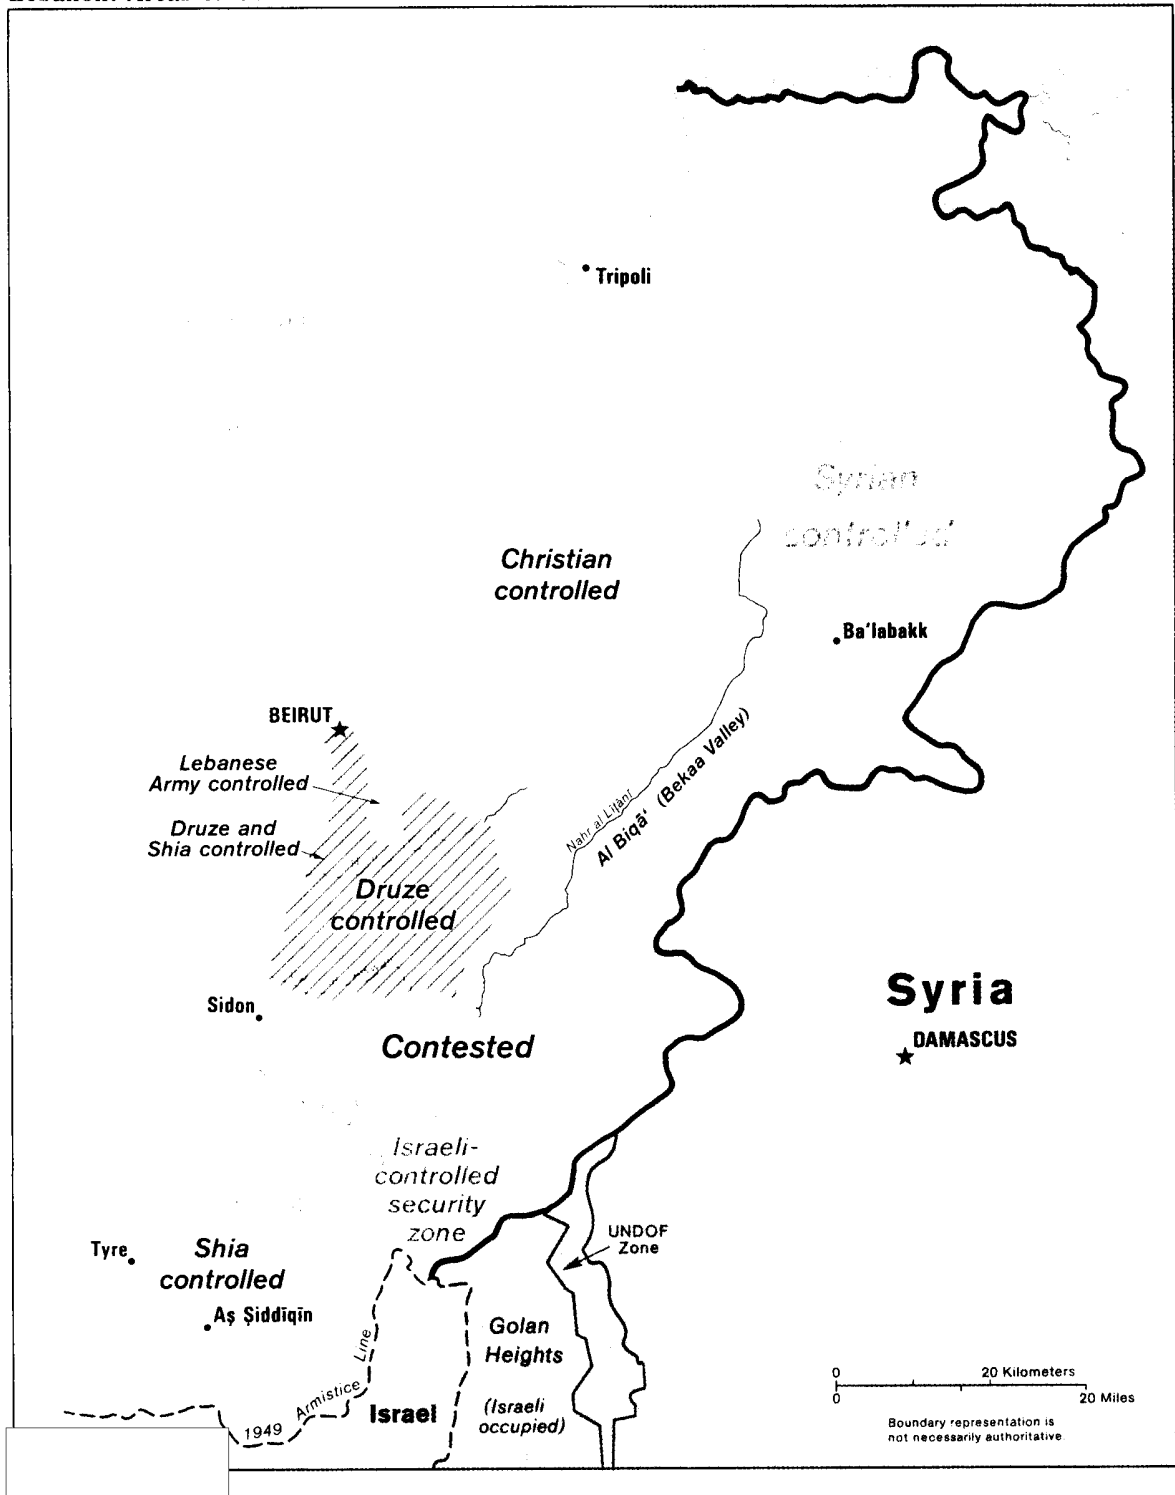 Tripoli
Syrian
controlled
Christian
controlled
Ba'labakk
BEIRUT
Lebanese
Army controlled
Nahr al Līţānī
Al Biqā' (Bekaa Valley)
Druze and
Shia controlled
Druze
controlled
Syria
Sidon
DAMASCUS
Contested
Israeli-
controlled
security
zone
UNDOF
Zone
Tyre
Shia
controlled
Aş Şiddīqīn
Golan
Heights
(Israeli
occupied)
1949 Armistice Line
Israel
0 20 Kilometers
0 20 Miles
Boundary representation is
not necessarily authoritative.